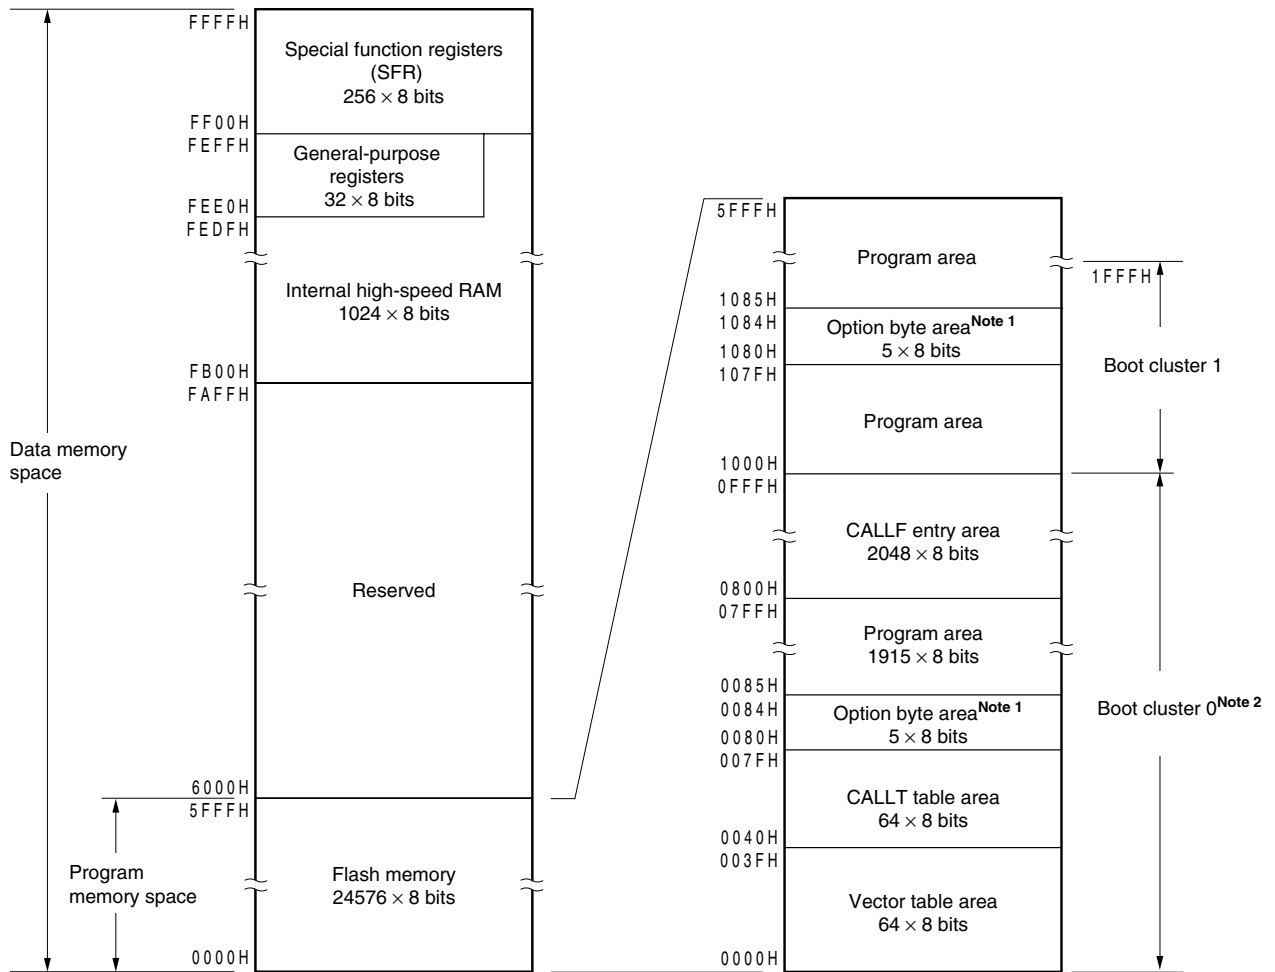 FFFFH
Special function registers
(SFR)
256 × 8 bits
FF00H
FEFFH
General-purpose
registers
32 × 8 bits
FEE0H
FEDFH
Internal high-speed RAM
1024 × 8 bits
FB00H
FAFFH
Data memory
space
Reserved
6000H
5FFFH
Program
memory space
Flash memory
24576 × 8 bits
0000H
5FFFH
Program area
1FFFH
1085H
1084H
Option byte area Note 1
5 × 8 bits
1080H
107FH
Boot cluster 1
Program area
1000H
0FFFH
CALLF entry area
2048 × 8 bits
0800H
07FFH
Program area
1915 × 8 bits
0085H
0084H
Option byte area Note 1
5 × 8 bits
Boot cluster 0 Note 2
0080H
007FH
CALLT table area
64 × 8 bits
0040H
003FH
Vector table area
64 × 8 bits
0000H